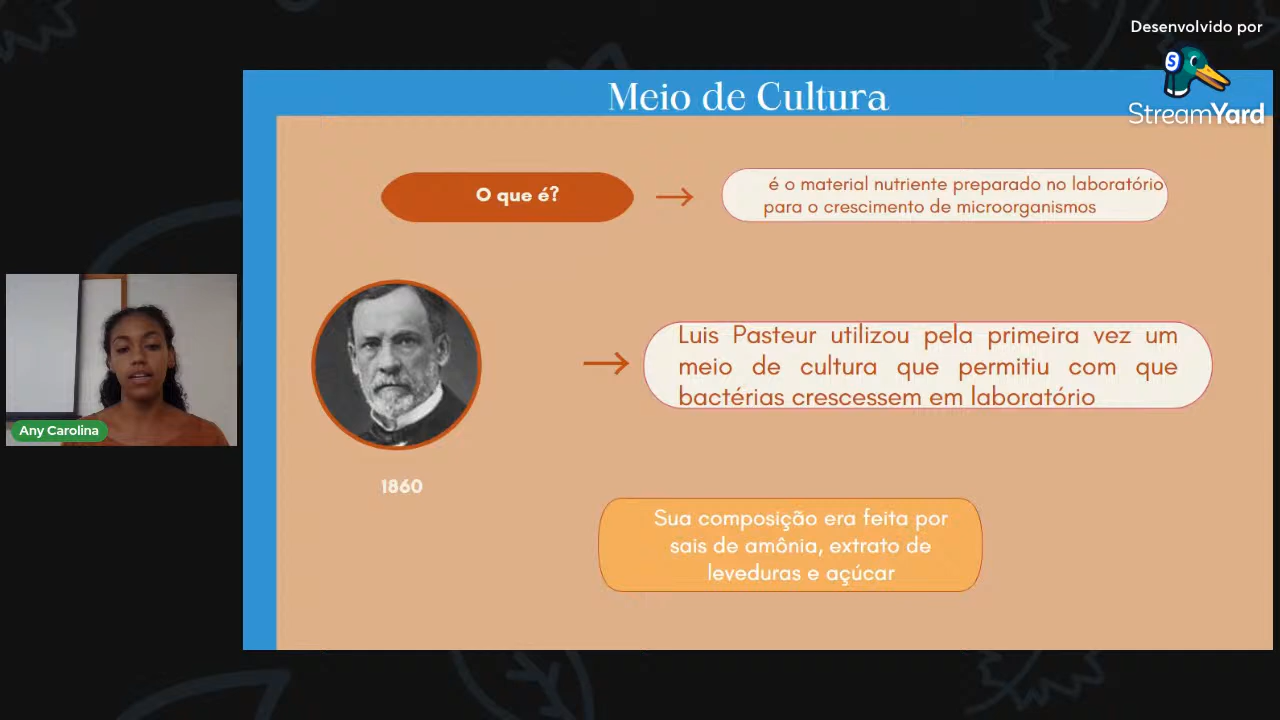 Desenvolvido por
StreamYard
Meio de Cultura
O que é?
é o material nutriente preparado no laboratório
para o crescimento de microorganismos
Luis Pasteur utilizou pela primeira vez um
meio de cultura que permitiu com que
bactérias crescessem em laboratório
Any Carolina
1860
Sua composição era feita por
sais de amônia, extrato de
leveduras e açúcar